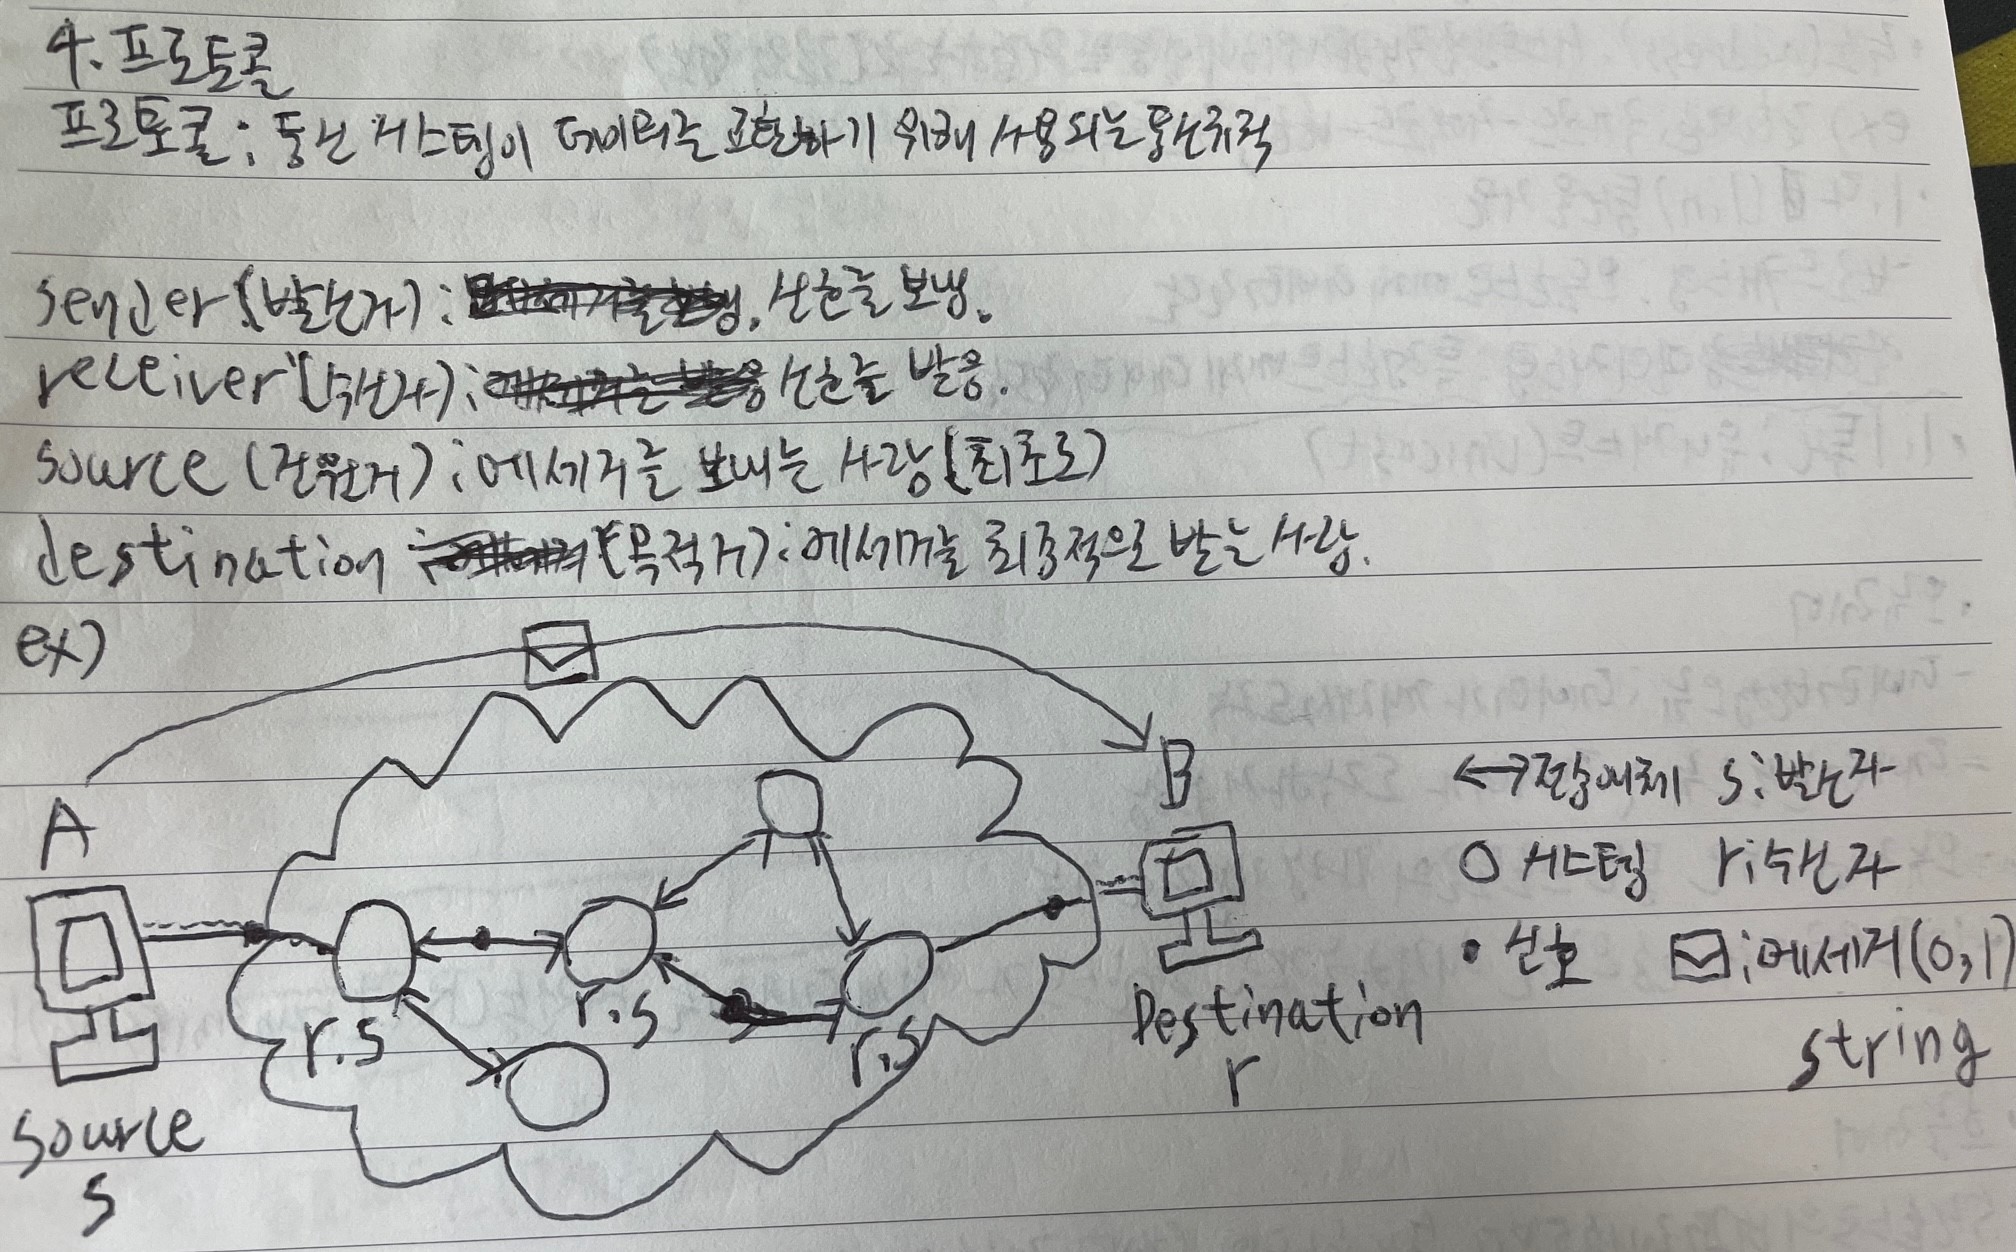 4. 프로토콜
프로토콜 : 통신 시스템이 데이터를 교환하기 위해 사용되는 통신규칙
sender (발신자) : 신호를 보냄.
receiver (수신자) : 신호를 받음.
source (전원지) : 메세지를 보내는 사람(최초로)
destination (목적지) : 메세지를 최종적으로 받는 사람.
ex)
A
B
r.s
r.s
r.s
source
s
Destination
r
↔ 전송매체 s : 발신자
○ 시스템 r : 수신자
• 신호 : 메세지(0,1)
string